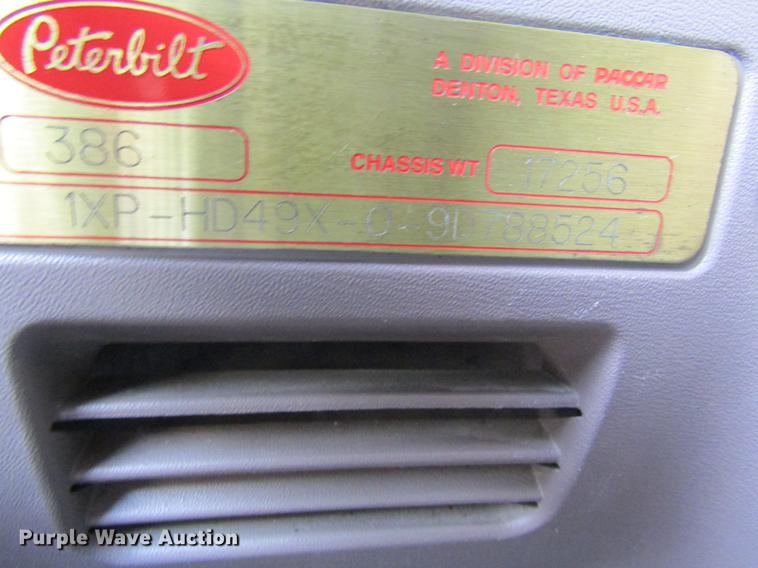 Peterbilt
A DIVISION OF PACCAR
DENTON, TEXAS U.S.A.
386
CHASSIS WT 17256
1XP-HD49X-0-9D788524
Purple Wave Auction